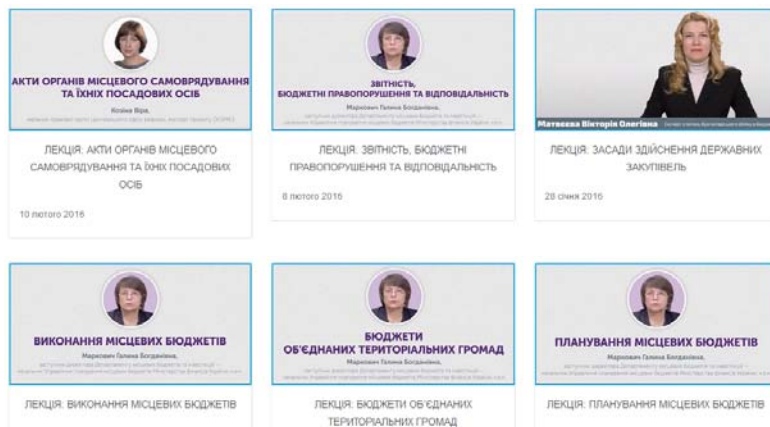 АКТИ ОРГАНІВ МІСЦЕВОГО САМОВРЯДУВАННЯ
ТА ЇХНІХ ПОСАДОВИХ ОСІБ
Козіна Віра,
ЛЕКЦІЯ: АКТИ ОРГАНІВ МІСЦЕВОГО
САМОВРЯДУВАННЯ ТА ЇХНІХ ПОСАДОВИХ
ОСІБ
10 лютого 2016
ЗВІТНІСТЬ,
БЮДЖЕТНІ ПРАВОПОРУШЕННЯ ТА ВІДПОВІДАЛЬНІСТЬ
Маркович Галина Богданівна,
ЛЕКЦІЯ: ЗВІТНІСТЬ, БЮДЖЕТНІ
ПРАВОПОРУШЕННЯ ТА ВІДПОВІДАЛЬНІСТЬ
8 лютого 2016
Матвєєва Вікторія Олегівна
ЛЕКЦІЯ: ЗАСАДИ ЗДІЙСНЕННЯ ДЕРЖАВНИХ
ЗАКУПІВЕЛЬ
28 січня 2016
ВИКОНАННЯ МІСЦЕВИХ БЮДЖЕТІВ
Маркович Галина Богданівна,
ЛЕКЦІЯ: ВИКОНАННЯ МІСЦЕВИХ БЮДЖЕТІВ
БЮДЖЕТИ
ОБ'ЄДНАНИХ ТЕРИТОРІАЛЬНИХ ГРОМАД
Маркович Галина Богданівна,
ЛЕКЦІЯ: БЮДЖЕТИ ОБ'ЄДНАНИХ
ТЕРИТОРІАЛЬНИХ ГРОМАД
ПЛАНУВАННЯ МІСЦЕВИХ БЮДЖЕТІВ
Маркович Галина Богданівна,
ЛЕКЦІЯ: ПЛАНУВАННЯ МІСЦЕВИХ БЮДЖЕТІВ